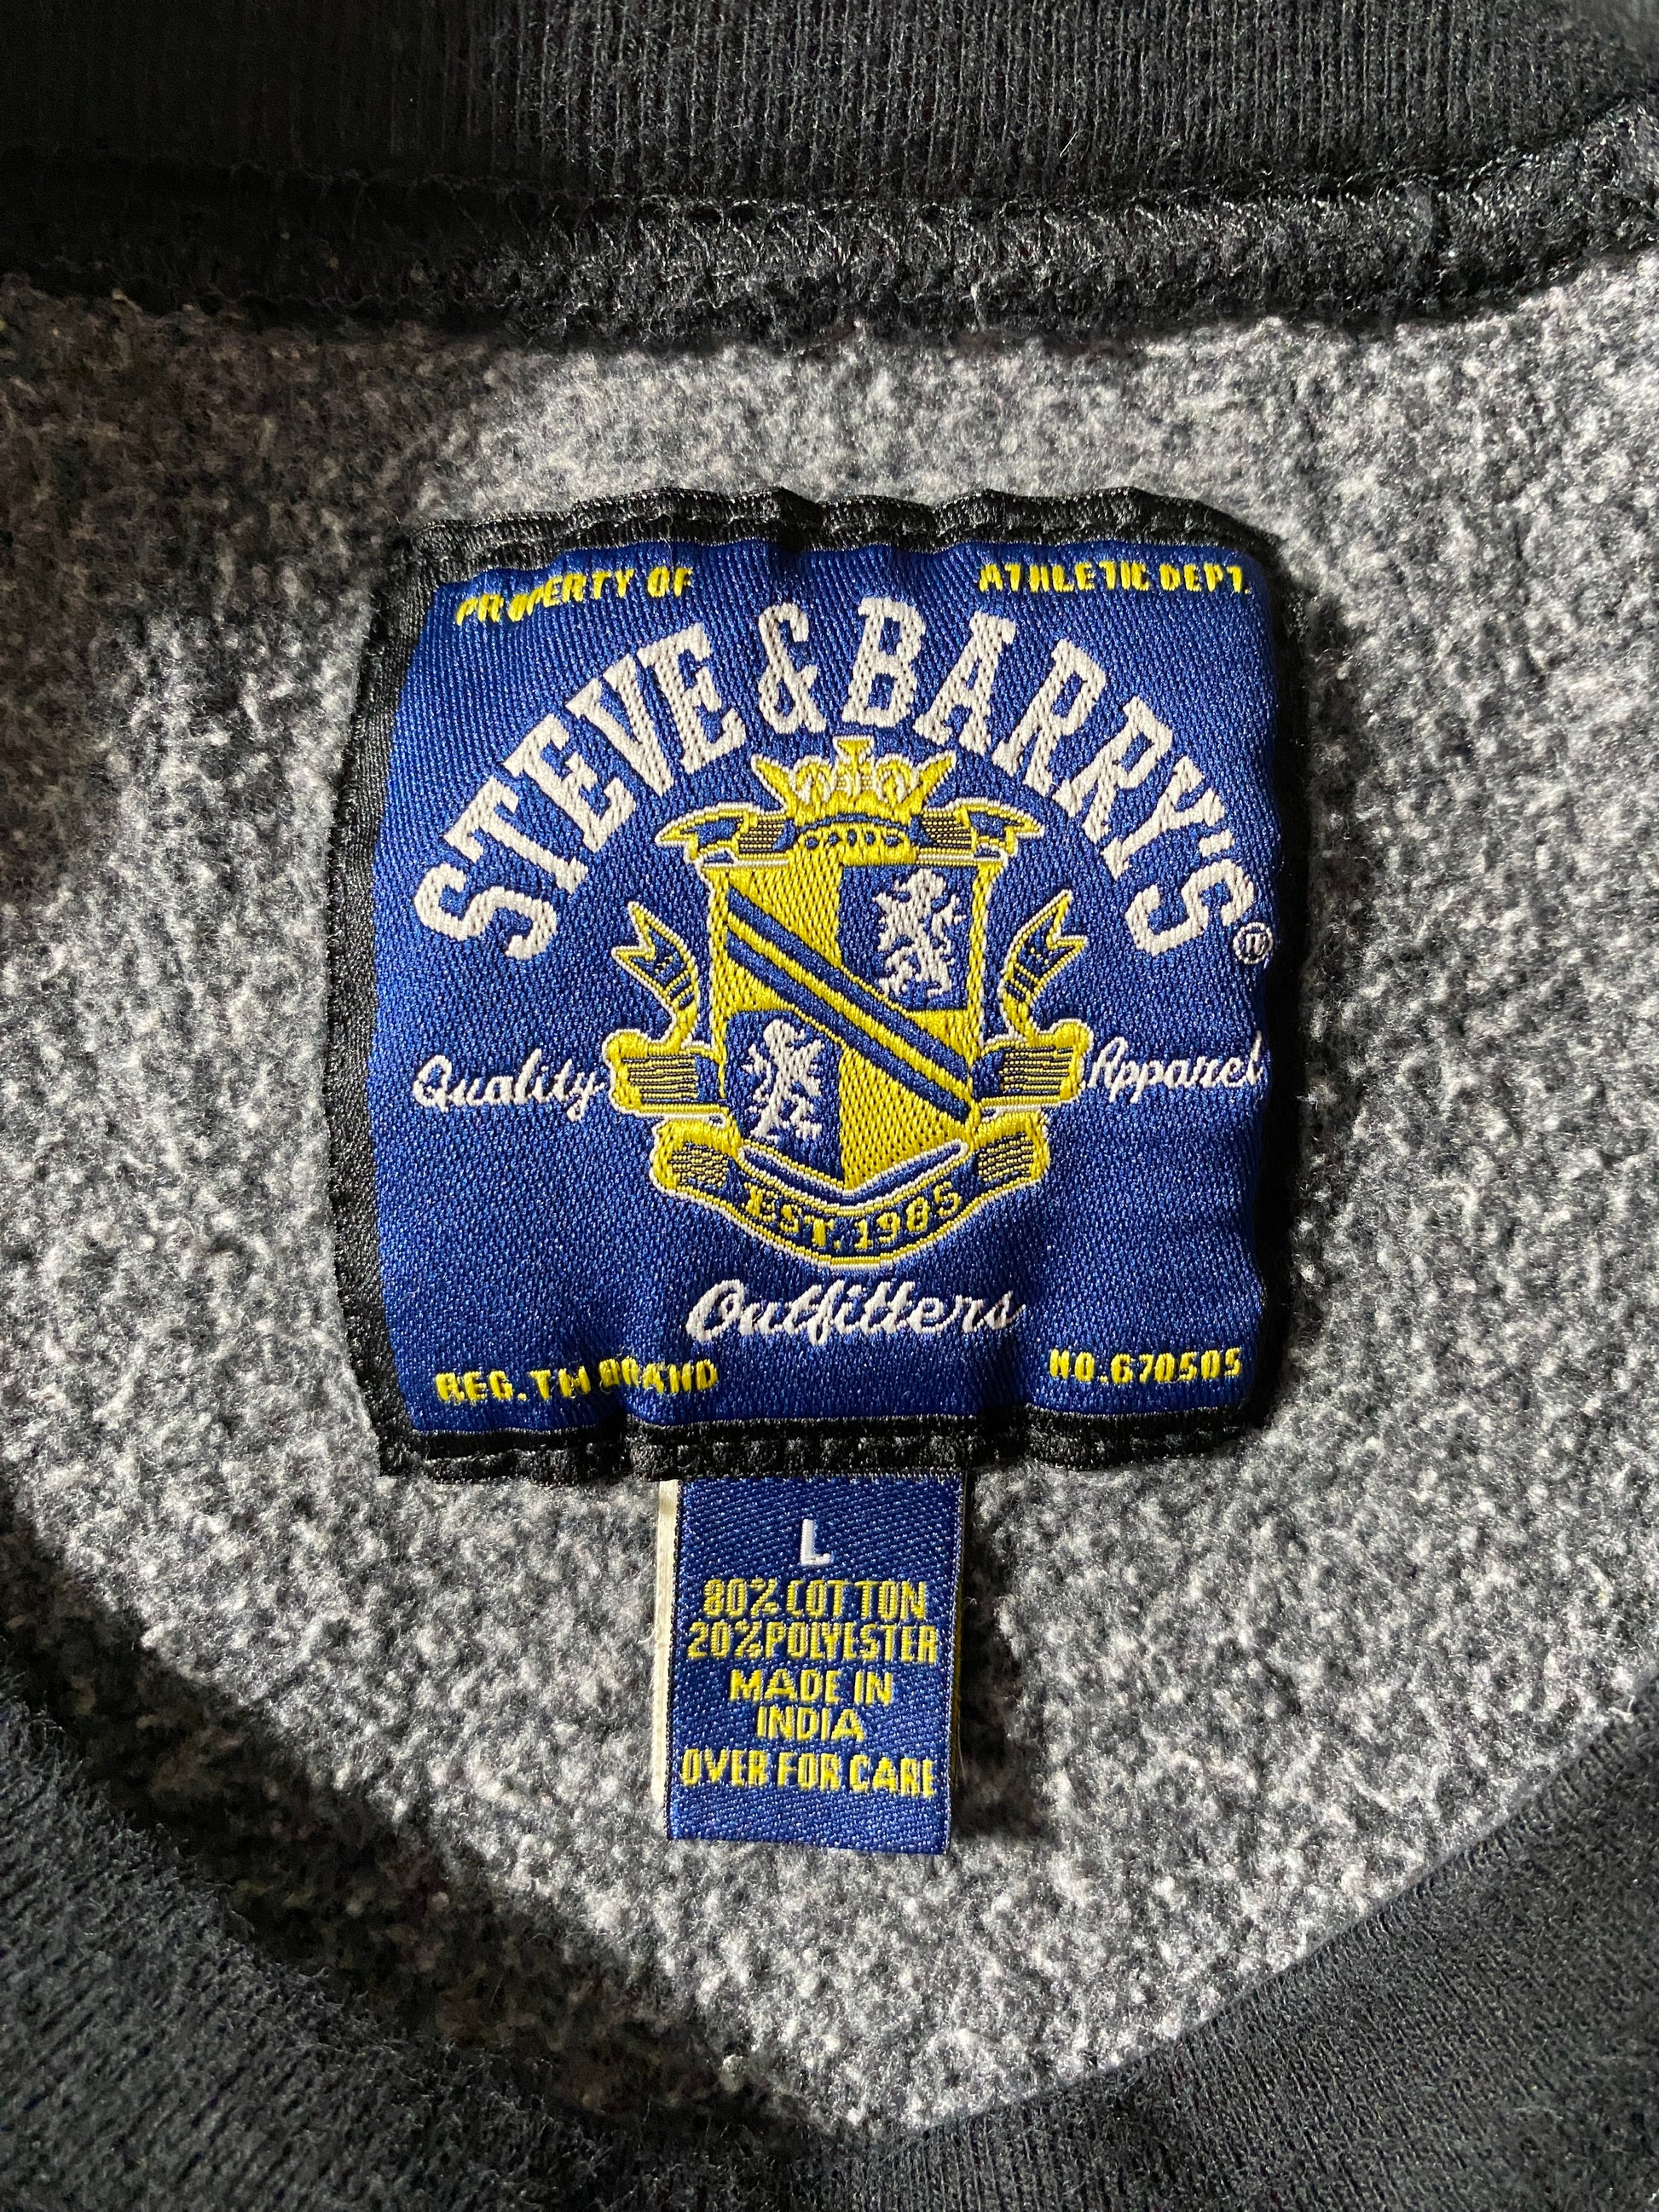 PROPERTY OF ATHLETIC DEPT.
STEVE & BARRY'S®
Quality Apparel
EST. 1985
Outfitters
REG. TM BRAND NO. 670505
L
80% COTTON
20% POLYESTER
MADE IN
INDIA
OVER FOR CARE